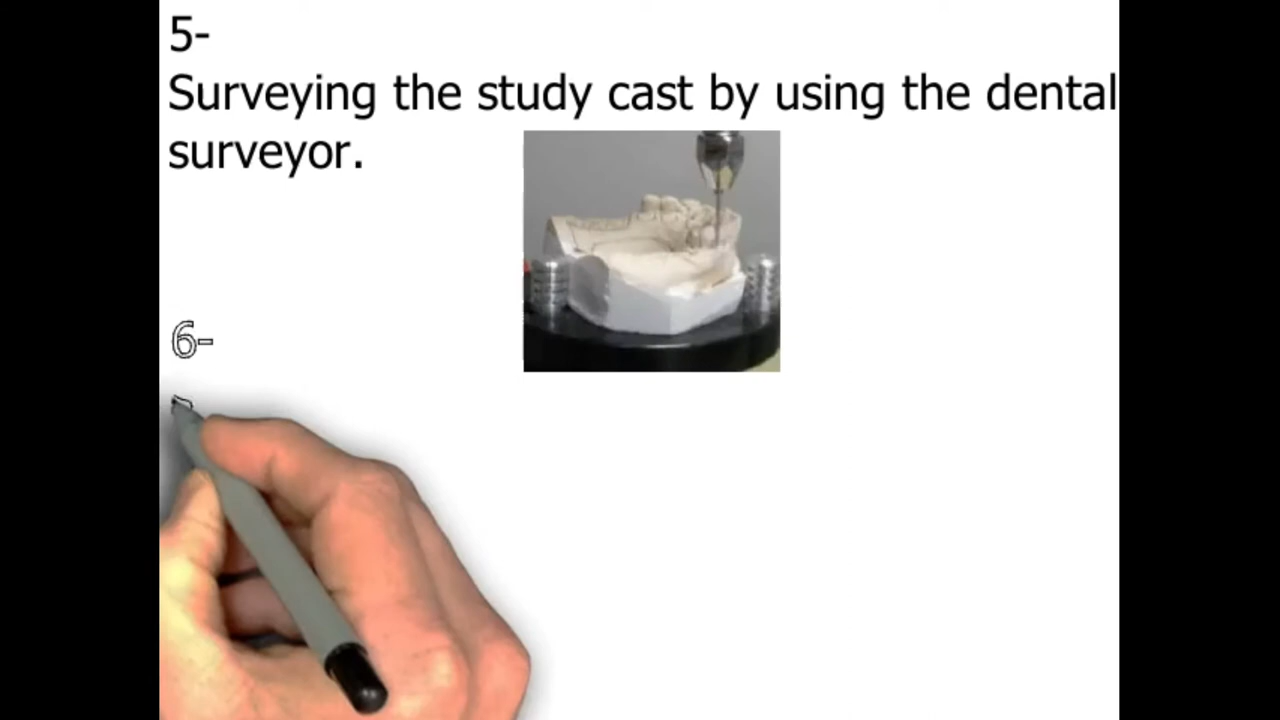 5-
Surveying the study cast by using the dental
surveyor.
6-